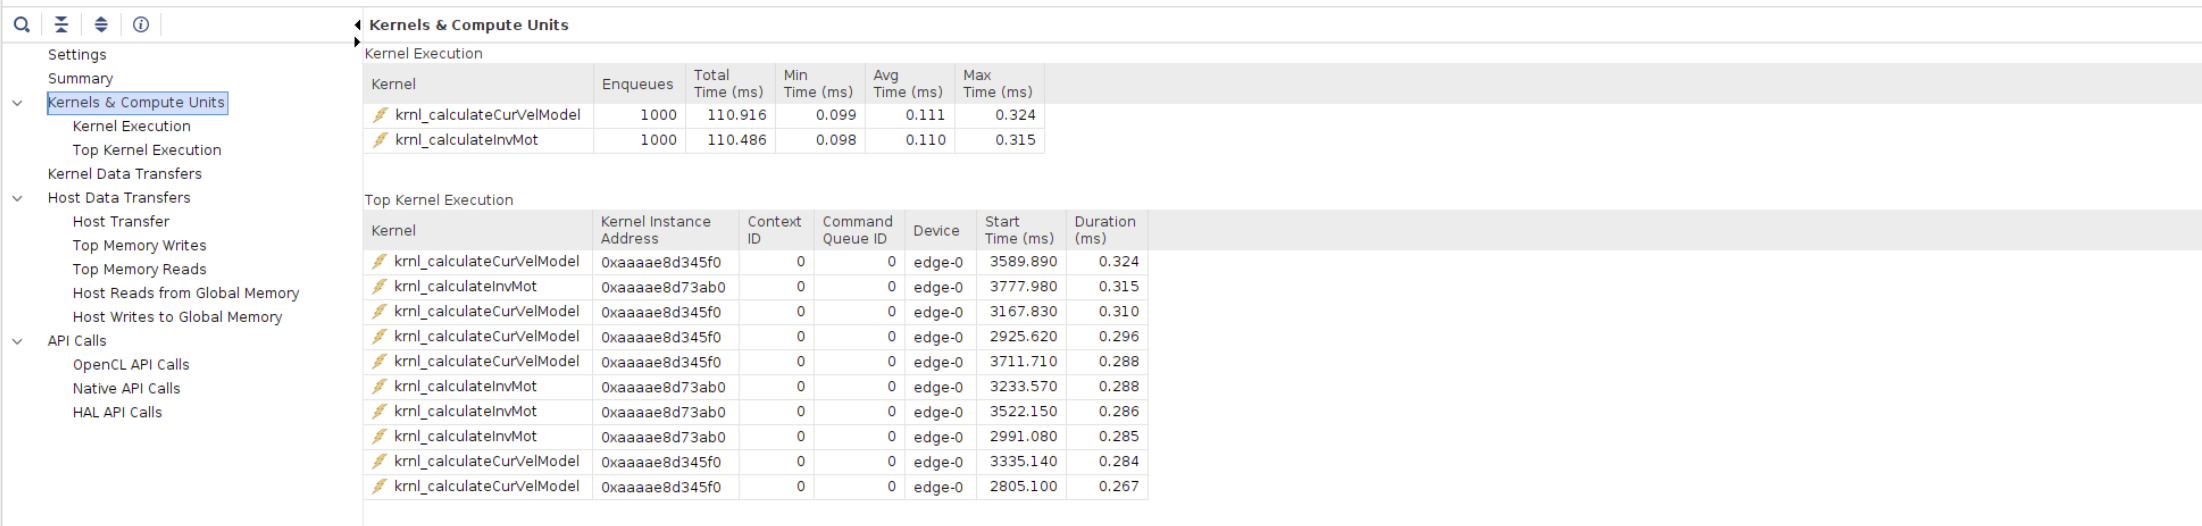 Kernels & Compute Units
Settings
Summary
Kernels & Compute Units
Kernel Execution
Top Kernel Execution
Kernel Data Transfers
Host Data Transfers
Host Transfer
Top Memory Writes
Top Memory Reads
Host Reads from Global Memory
Host Writes to Global Memory
API Calls
OpenCL API Calls
Native API Calls
HAL API Calls
Kernel Execution
Kernel Enqueues Total Time (ms) Min Time (ms) Avg Time (ms) Max Time (ms)
krnl_calculateCurVelModel 1000 110.916 0.099 0.111 0.324
krnl_calculateInvMot 1000 110.486 0.098 0.110 0.315
Top Kernel Execution
Kernel Kernel Instance Address Context ID Command Queue ID Device Start Time (ms) Duration (ms)
krnl_calculateCurVelModel 0xaaaae8d345f0 0 0 edge-0 3589.890 0.324
krnl_calculateInvMot 0xaaaae8d73ab0 0 0 edge-0 3777.980 0.315
krnl_calculateCurVelModel 0xaaaae8d345f0 0 0 edge-0 3167.830 0.310
krnl_calculateCurVelModel 0xaaaae8d345f0 0 0 edge-0 2925.620 0.296
krnl_calculateCurVelModel 0xaaaae8d345f0 0 0 edge-0 3711.710 0.288
krnl_calculateInvMot 0xaaaae8d73ab0 0 0 edge-0 3233.570 0.288
krnl_calculateInvMot 0xaaaae8d73ab0 0 0 edge-0 3522.150 0.286
krnl_calculateInvMot 0xaaaae8d73ab0 0 0 edge-0 2991.080 0.285
krnl_calculateCurVelModel 0xaaaae8d345f0 0 0 edge-0 3335.140 0.284
krnl_calculateCurVelModel 0xaaaae8d345f0 0 0 edge-0 2805.100 0.267